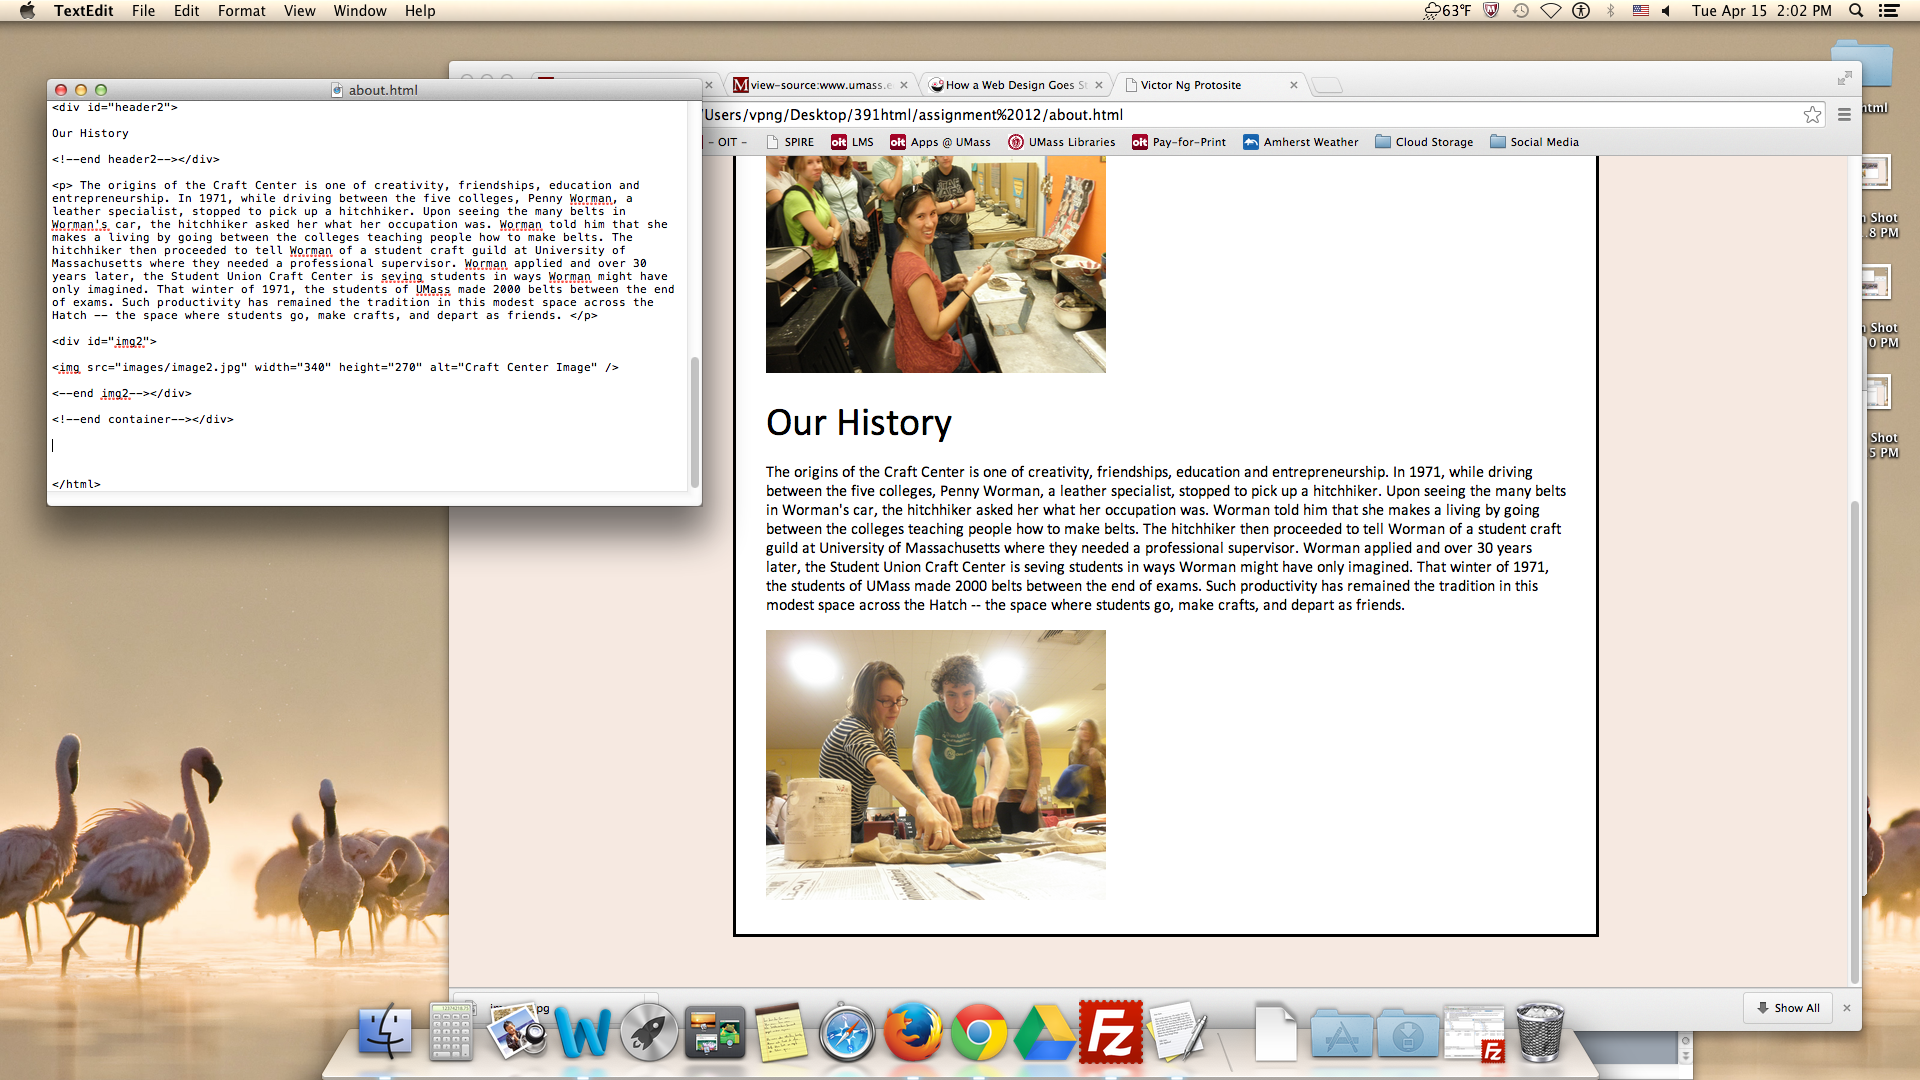 TextEdit File Edit Format View Window Help
63°F Tue Apr 15 2:02 PM
about.html
<div id="header2">
Our History
<!--end header2--></div>
<p> The origins of the Craft Center is one of creativity, friendships, education and
entrepreneurship. In 1971, while driving between the five colleges, Penny Worman, a
leather specialist, stopped to pick up a hitchhiker. Upon seeing the many belts in
Worman's car, the hitchhiker asked her what her occupation was. Worman told him that she
makes a living by going between the colleges teaching people how to make belts. The
hitchhiker then proceeded to tell Worman of a student craft guild at University of
Massachusetts where they needed a professional supervisor. Worman applied and over 30
years later, the Student Union Craft Center is seving students in ways Worman might have
only imagined. That winter of 1971, the students of UMass made 2000 belts between the end
of exams. Such productivity has remained the tradition in this modest space across the
Hatch -- the space where students go, make crafts, and depart as friends. </p>
<div id="img2">
<img src="images/image2.jpg" width="340" height="270" alt="Craft Center Image" />
<--end img2--></div>
<!--end container--></div>
</html>
view-source:www.umass.e
How a Web Design Goes St
Victor Ng Protosite
Users/vpng/Desktop/391html/assignment%2012/about.html
- OIT -
SPIRE
oit LMS
oit Apps @ UMass
UMass Libraries
oit Pay-for-Print
Amherst Weather
Cloud Storage
Social Media
STAR WARS
Our History
The origins of the Craft Center is one of creativity, friendships, education and entrepreneurship. In 1971, while driving
between the five colleges, Penny Worman, a leather specialist, stopped to pick up a hitchhiker. Upon seeing the many belts
in Worman's car, the hitchhiker asked her what her occupation was. Worman told him that she makes a living by going
between the colleges teaching people how to make belts. The hitchhiker then proceeded to tell Worman of a student craft
guild at University of Massachusetts where they needed a professional supervisor. Worman applied and over 30 years
later, the Student Union Craft Center is seving students in ways Worman might have only imagined. That winter of 1971,
the students of UMass made 2000 belts between the end of exams. Such productivity has remained the tradition in this
modest space across the Hatch -- the space where students go, make crafts, and depart as friends.
html
Shot
.8 PM
Shot
0 PM
Shot
5 PM
Show All
Fz
Fz